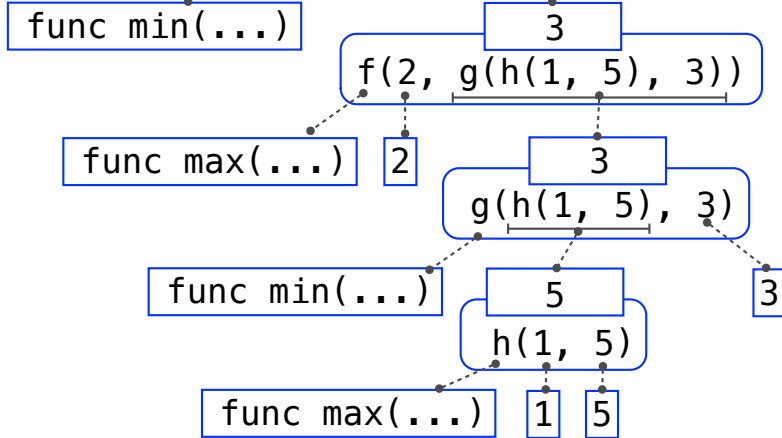 func min(...)
3
f(2, g(h(1, 5), 3))
func max(...)
2
3
g(h(1, 5), 3)
func min(...)
3
5
h(1, 5)
func max(...)
1
5